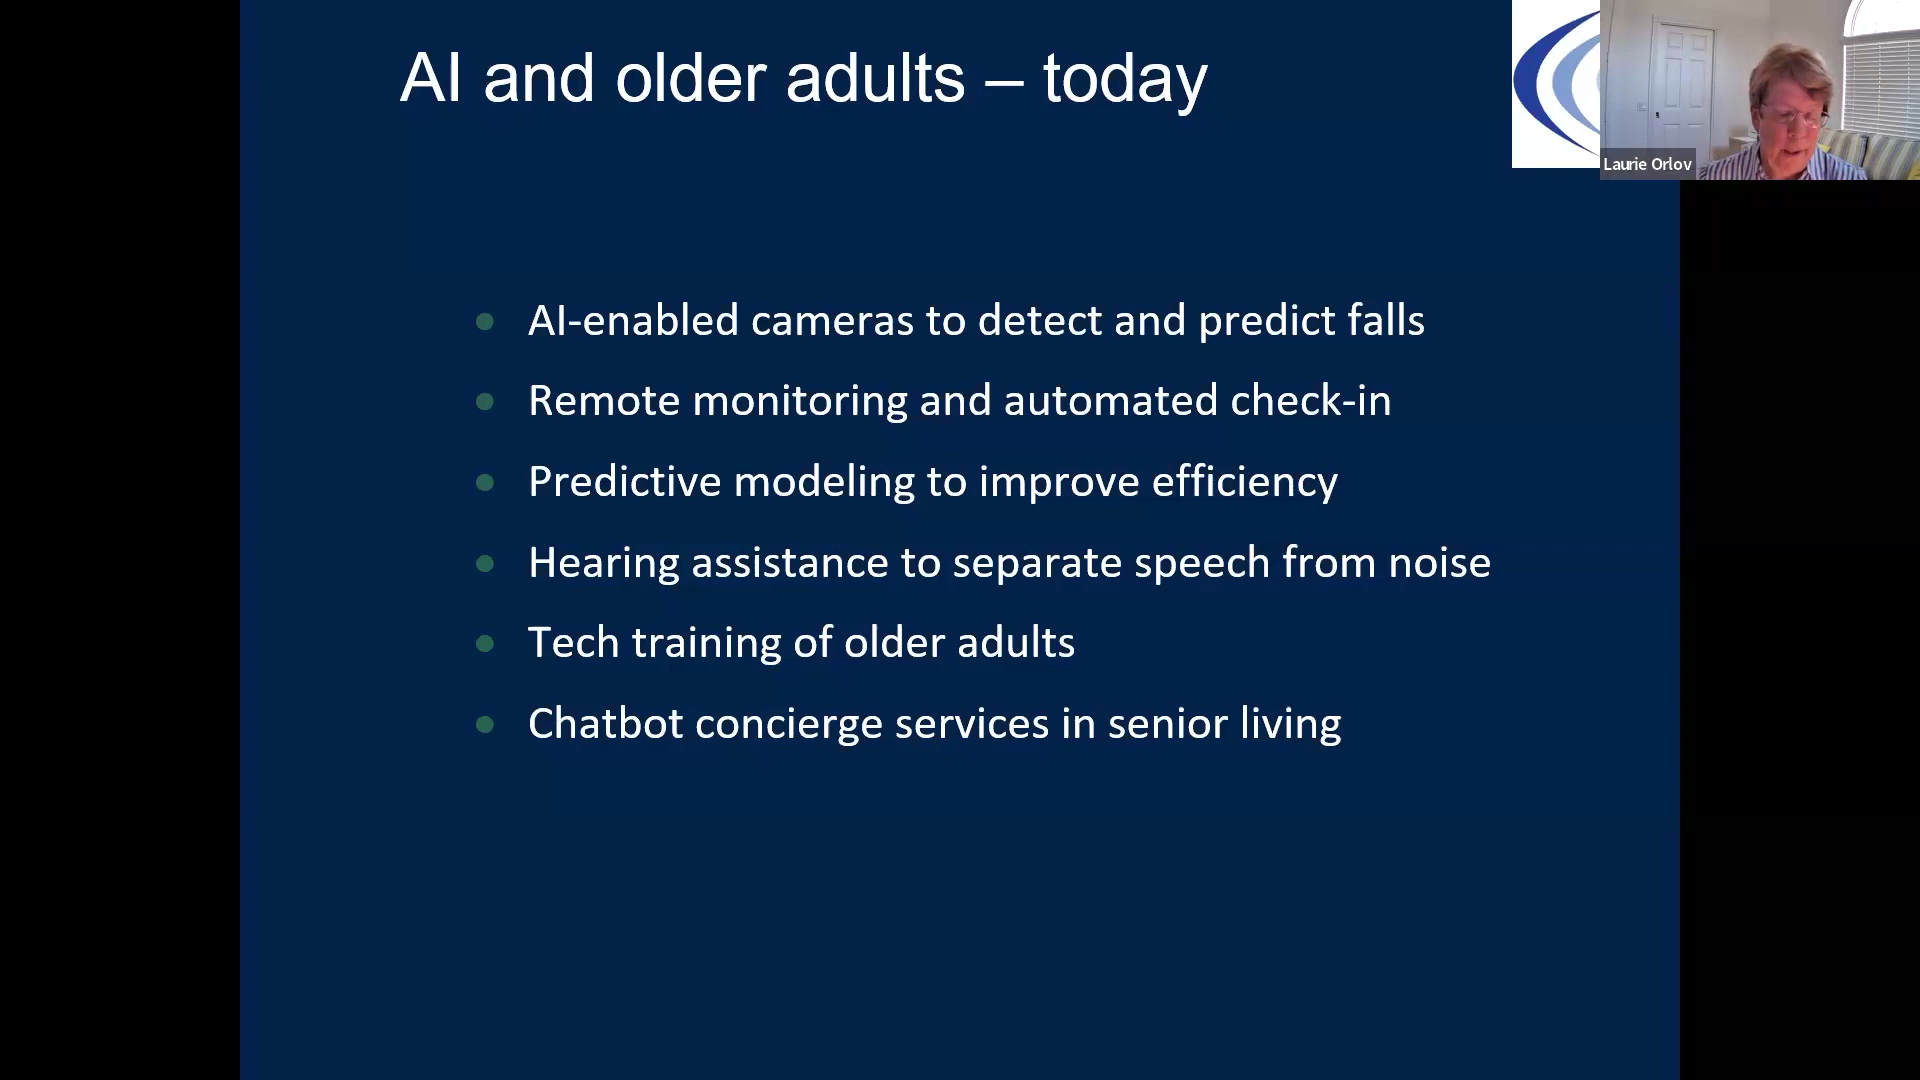 AI and older adults – today
Laurie Orlov
AI-enabled cameras to detect and predict falls
Remote monitoring and automated check-in
Predictive modeling to improve efficiency
Hearing assistance to separate speech from noise
Tech training of older adults
Chatbot concierge services in senior living